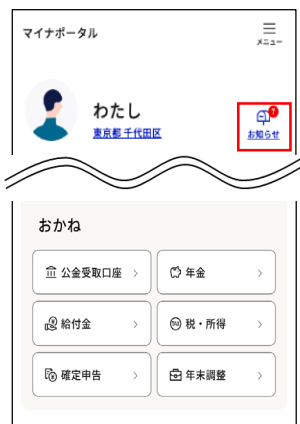 マイナポータル
メニュー
わたし
東京都 千代田区
お知らせ
おかね
公金受取口座
年金
給付金
税・所得
確定申告
年末調整